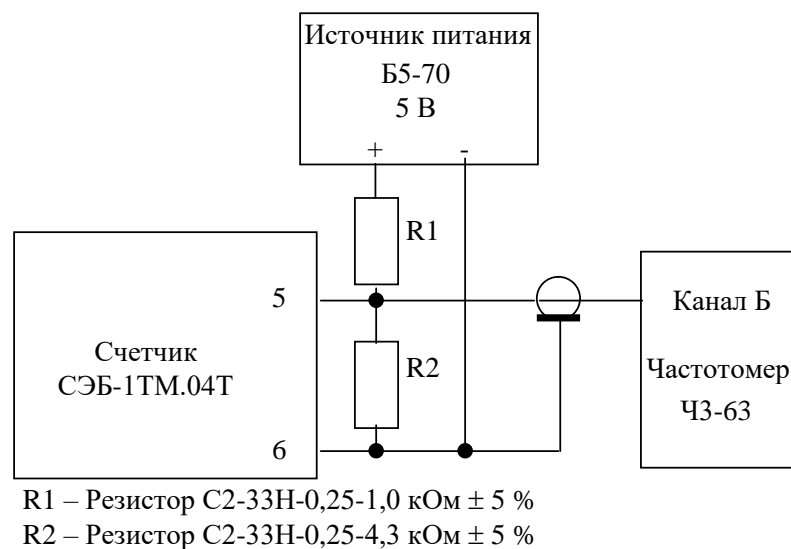 Источник питания
Б5-70
5 В
+ -
R1
5
Канал Б
Счетчик
СЭБ-1ТМ.04Т
R2
Частотомер
Ч3-63
6
R1 – Резистор С2-33Н-0,25-1,0 кОм ± 5 %
R2 – Резистор С2-33Н-0,25-4,3 кОм ± 5 %